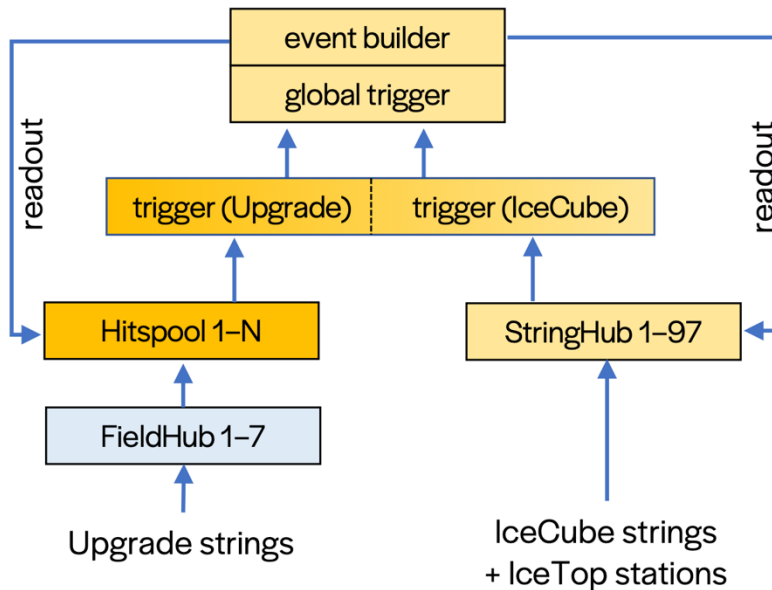 event builder
global trigger
readout
readout
trigger (Upgrade)
trigger (IceCube)
Hitspool 1–N
StringHub 1–97
FieldHub 1–7
Upgrade strings
IceCube strings
+ IceTop stations